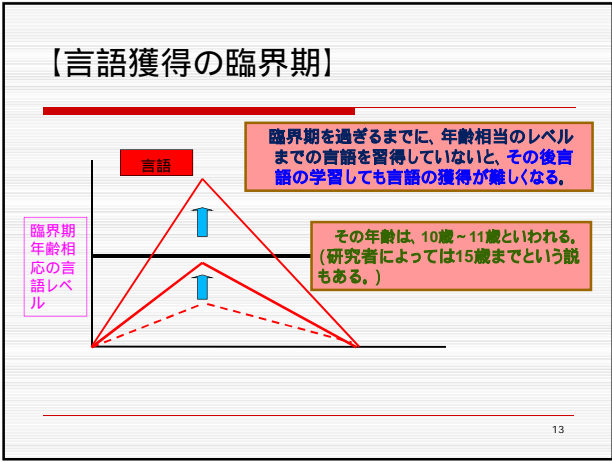 【言語獲得の臨界期】
臨界期を過ぎるまでに、年齢相当のレベル
までの言語を習得していないと、その後言
語の学習しても言語の獲得が難しくなる。
言語
臨界期
年齢相
応の言
語レベ
ル
その年齢は、10歳～11歳といわれる。
(研究者によっては15歳までという説
もある。)
13